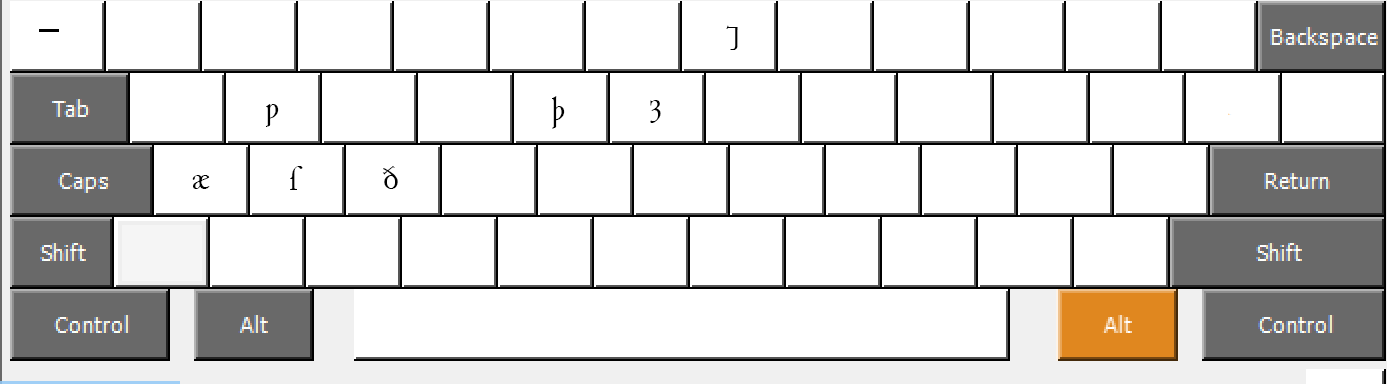 – ⁊ Backspace
Tab ƿ þ ȝ
Caps æ ſ ð Return
Shift Shift
Control Alt Alt Control